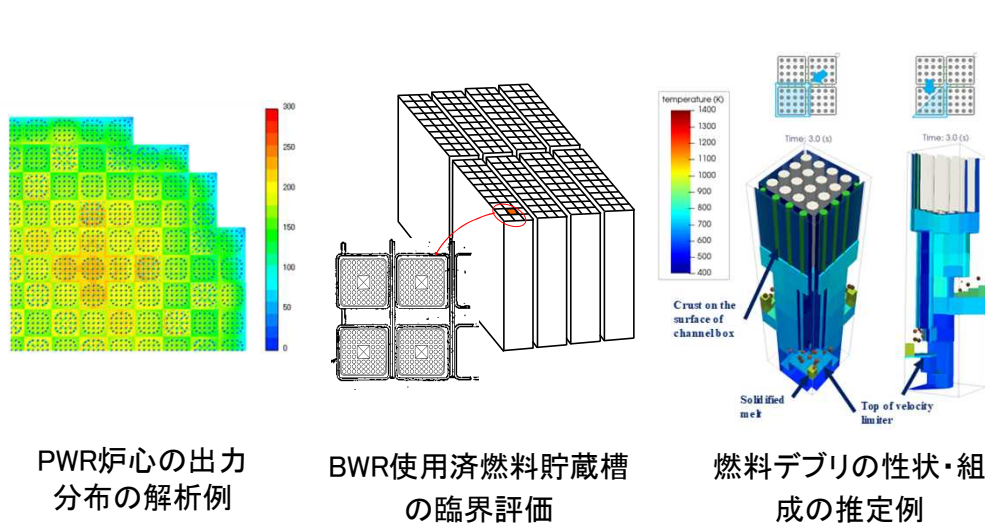 300
250
200
150
100
50
0
temperature (K)
1400
1300
1200
1100
1000
900
800
700
600
500
400
Time: 3.0 (s)
Time: 3.0 (s)
Crust on the
surface of
channel box
Solidified
melt
Top of velocity
limiter
PWR炉心の出力
分布の解析例
BWR使用済燃料貯蔵槽
の臨界評価
燃料デブリの性状・組
成の推定例